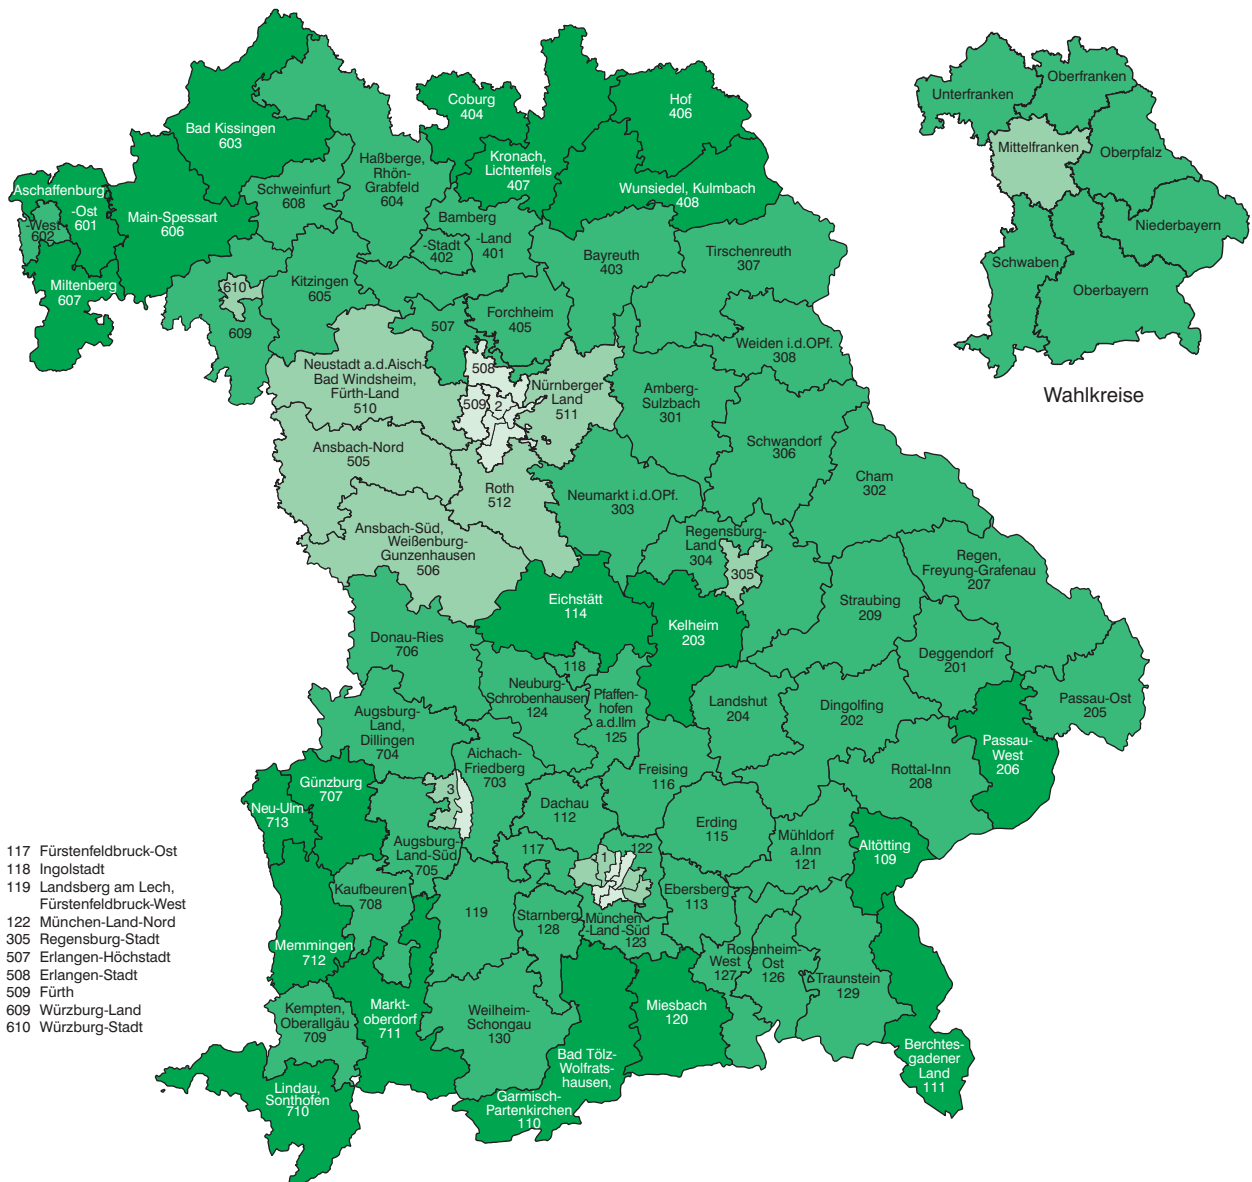 Coburg
404
Hof
406
Bad Kissingen
603
Kronach,
Lichtenfels
407
Haßberge,
Rhön-
Grabfeld
604
Wunsiedel, Kulmbach
408
Aschaffenburg
-Ost
601
-West
602
Main-Spessart
606
Schweinfurt
608
Bamberg
-Stadt
402
-Land
401
Bayreuth
403
Tirschenreuth
307
Miltenberg
607
610
609
Kitzingen
605
507
Forchheim
405
Weiden i.d.OPf.
308
Neustadt a.d.Aisch-
Bad Windsheim,
Fürth-Land
510
508
509
2
Nürnberger
Land
511
Amberg-
Sulzbach
301
Schwandorf
306
Ansbach-Nord
505
Roth
512
Neumarkt i.d.OPf.
303
Cham
302
Ansbach-Süd,
Weißenburg-
Gunzenhausen
506
Regensburg-
Land
304
305
Regen,
Freyung-Grafenau
207
Eichstätt
114
Kelheim
203
Straubing
209
Donau-Ries
706
118
Deggendorf
201
Neuburg-
Schrobenhausen
124
Pfaffen-
hofen
a.d.Ilm
125
Landshut
204
Dingolfing
202
Passau-Ost
205
Augsburg-
Land,
Dillingen
704
Aichach-
Friedberg
703
Freising
116
Passau-
West
206
Rottal-Inn
208
Günzburg
707
Neu-Ulm
713
3
Dachau
112
Erding
115
Mühldorf
a.Inn
121
Altötting
109
Augsburg-
Land-Süd
705
117
1
122
Kaufbeuren
708
119
Starnberg
128
München
-Land-Süd
123
Ebersberg
113
Memmingen
712
West
127
Rosenheim-
Ost
126
Traunstein
129
Kempten,
Oberallgäu
709
Markt-
oberdorf
711
Weilheim-
Schongau
130
Miesbach
120
Bad Tölz-
Wolfrats-
hausen,
Garmisch-
Partenkirchen
110
Berchtes-
gadener
Land
111
Lindau,
Sonthofen
710
Unterfranken
Oberfranken
Mittelfranken
Oberpfalz
Niederbayern
Schwaben
Oberbayern
Wahlkreise
117 Fürstenfeldbruck-Ost
118 Ingolstadt
119 Landsberg am Lech,
Fürstenfeldbruck-West
122 München-Land-Nord
305 Regensburg-Stadt
507 Erlangen-Höchstadt
508 Erlangen-Stadt
509 Fürth
609 Würzburg-Land
610 Würzburg-Stadt